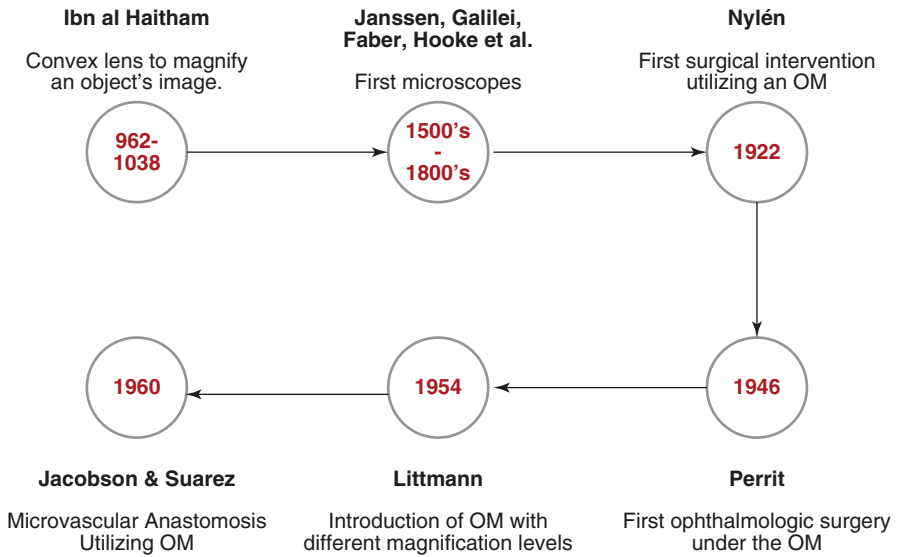 Ibn al Haitham
Convex lens to magnify
an object's image.
962-
1038
Janssen, Galilei,
Faber, Hooke et al.
First microscopes
1500's
-
1800's
Nylén
First surgical intervention
utilizing an OM
1922
1946
Perrit
First ophthalmologic surgery
under the OM
1954
Littmann
Introduction of OM with
different magnification levels
1960
Jacobson & Suarez
Microvascular Anastomosis
Utilizing OM